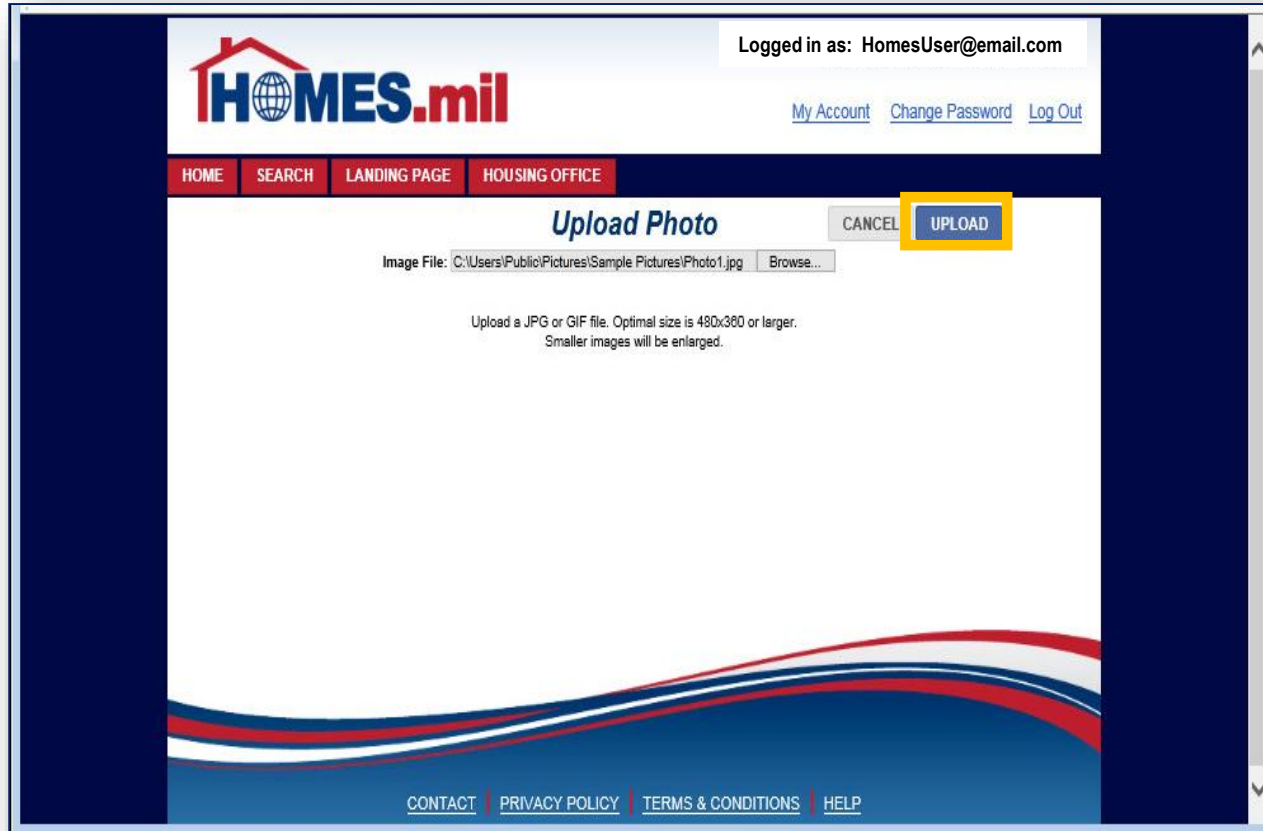 Logged in as: HomesUser@email.com
HOMES.mil
My Account Change Password Log Out
HOME SEARCH LANDING PAGE HOUSING OFFICE
Upload Photo CANCEL UPLOAD
Image File: C:\Users\Public\Pictures\Sample Pictures\Photo1.jpg Browse...
Upload a JPG or GIF file. Optimal size is 480x360 or larger.
Smaller images will be enlarged.
CONTACT PRIVACY POLICY TERMS & CONDITIONS HELP